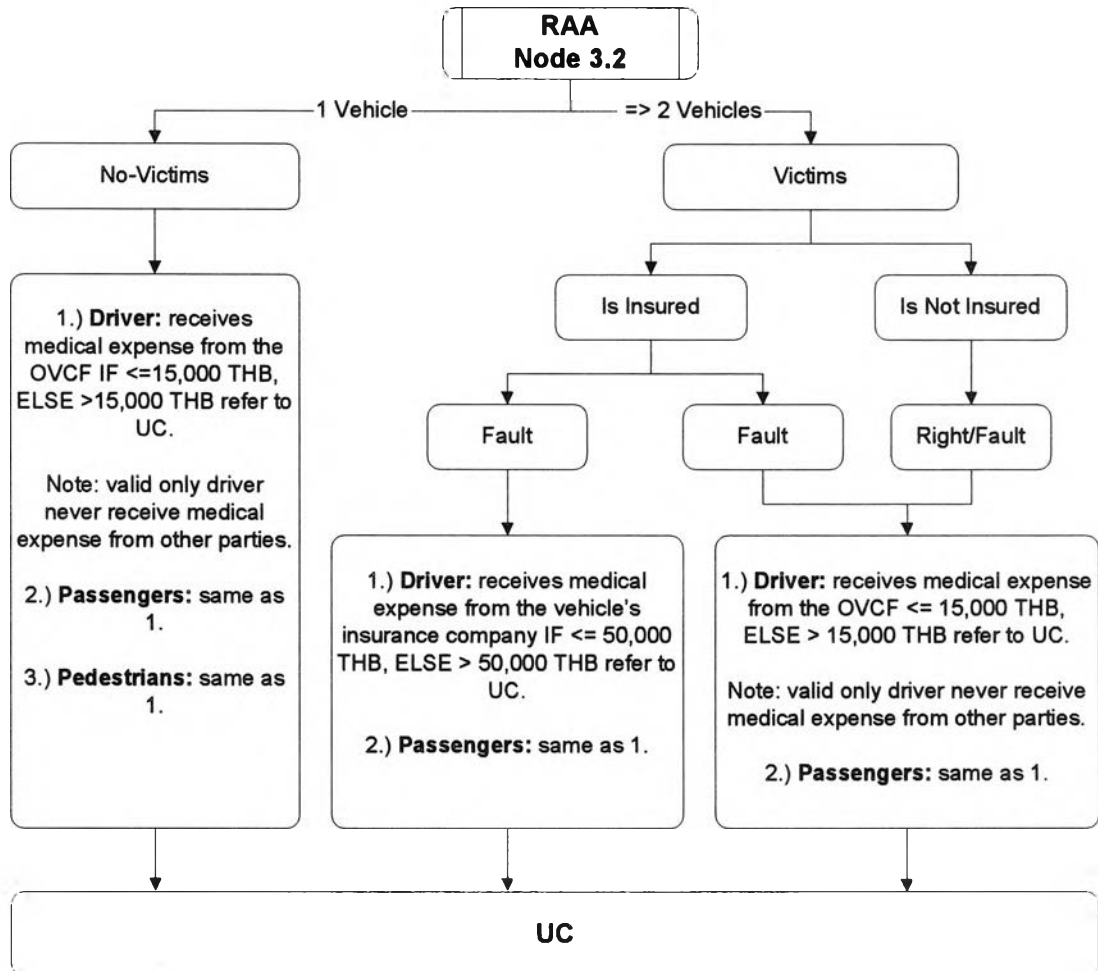 RAA
Node 3.2
1 Vehicle
=> 2 Vehicles
No-Victims
Victims
Is Insured
Is Not Insured
Fault
Fault
Right/Fault
1.) Driver: receives
medical expense from the
OVCF IF <=15,000 THB,
ELSE >15,000 THB refer to
UC.
Note: valid only driver
never receive medical
expense from other parties.
2.) Passengers: same as
1.
3.) Pedestrians: same as
1.
1.) Driver: receives medical
expense from the vehicle's
insurance company IF <= 50,000
THB, ELSE > 50,000 THB refer to
UC.
2.) Passengers: same as 1.
1.) Driver: receives medical expense
from the OVCF <= 15,000 THB,
ELSE > 15,000 THB refer to UC.
Note: valid only driver never receive
medical expense from other parties.
2.) Passengers: same as 1.
UC